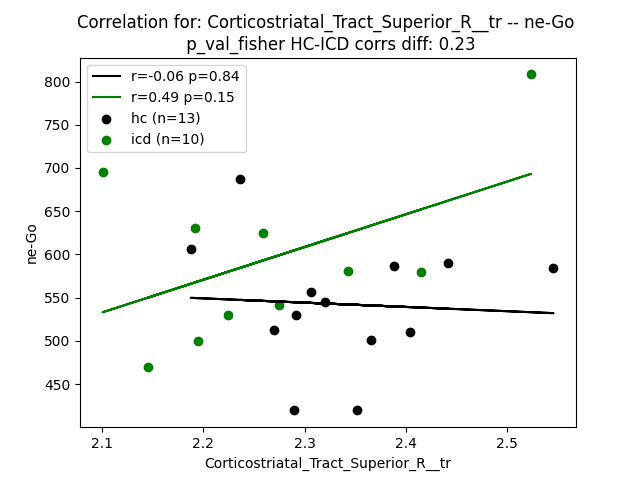 Correlation for: Corticostriatal_Tract_Superior_R__tr -- ne-Go
p_val_fisher HC-ICD corrs diff: 0.23
r=-0.06 p=0.84
r=0.49 p=0.15
hc (n=13)
icd (n=10)
800
750
700
650
600
550
500
450
ne-Go
2.1
2.2
2.3
2.4
2.5
Corticostriatal_Tract_Superior_R__tr